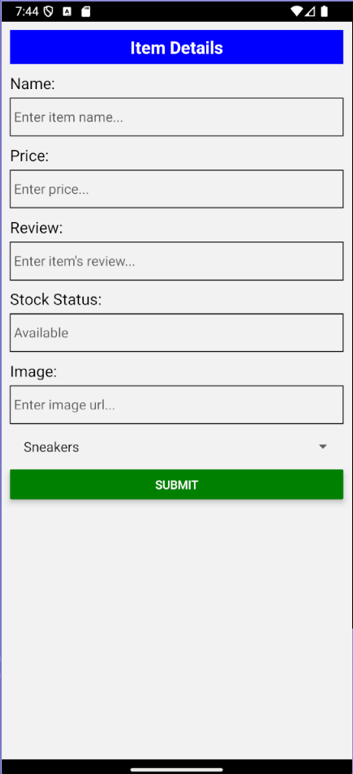 7:44
Item Details
Name:
Enter item name...
Price:
Enter price...
Review:
Enter item's review...
Stock Status:
Available
Image:
Enter image url...
Sneakers
SUBMIT